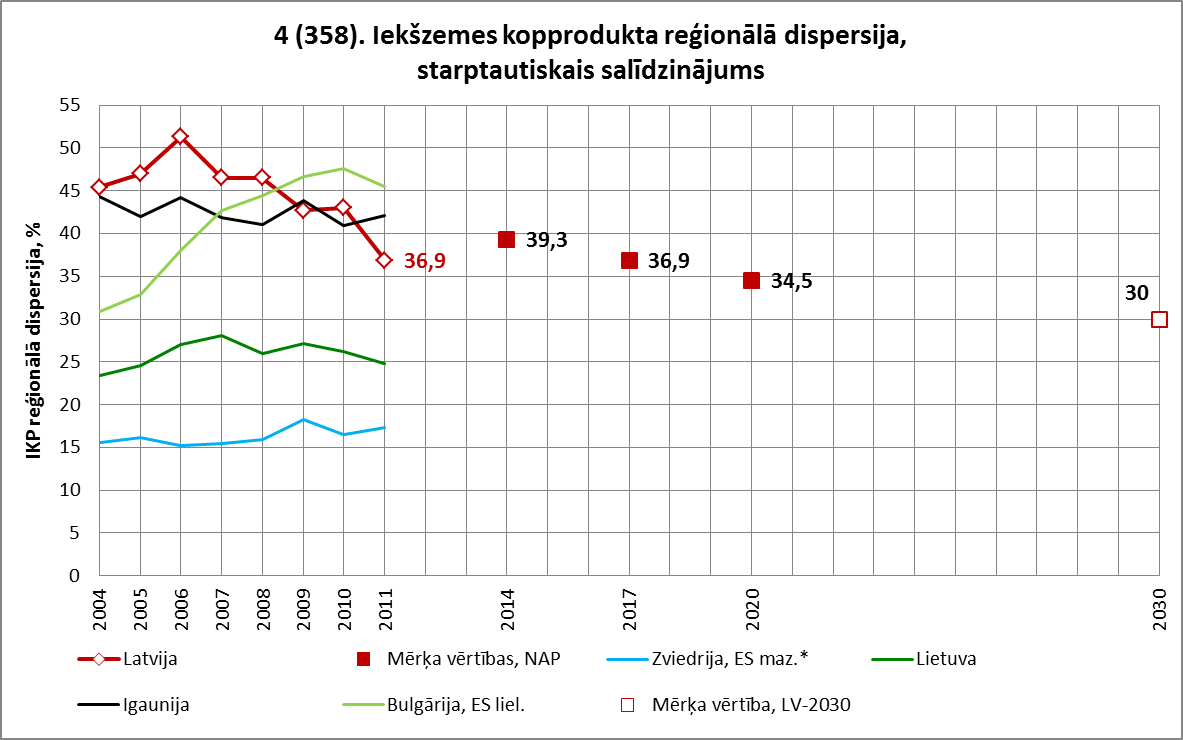 4 (358). Iekšzemes kopprodukta reģionālā dispersija,
starptautiskais salīdzinājums
IKP reģionālā dispersija, %
55
50
45
40
35
30
25
20
15
10
5
0
36,9
39,3
36,9
34,5
30
2004
2005
2006
2007
2008
2009
2010
2011
2014
2017
2020
2030
Latvija
Mērķa vērtības, NAP
Zviedrija, ES maz.*
Lietuva
Igaunija
Bulgārija, ES liel.
Mērķa vērtība, LV-2030